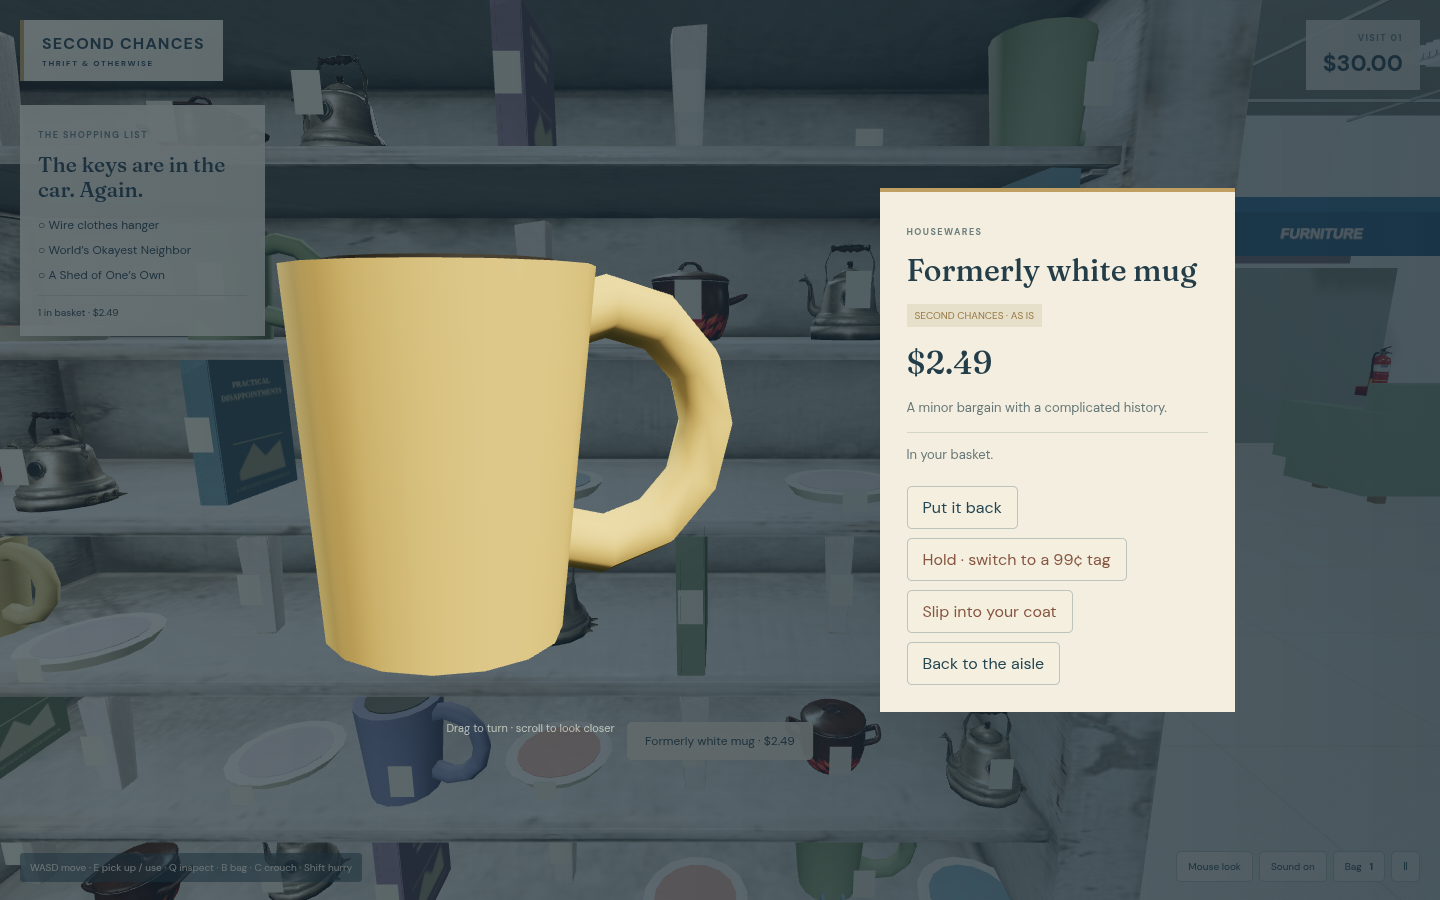 SECOND CHANCES
THRIFT & OTHERWISE
VISIT 01
$30.00
THE SHOPPING LIST
The keys are in the
car. Again.
○ Wire clothes hanger
○ World's Okayest Neighbor
○ A Shed of One's Own
1 in basket · $2.49
PRACTICAL
DISAPPOINTMENTS
FURNITURE
HOUSEWARES
Formerly white mug
SECOND CHANCES · AS IS
$2.49
A minor bargain with a complicated history.
In your basket.
Put it back
Hold · switch to a 99¢ tag
Slip into your coat
Back to the aisle
Drag to turn · scroll to look closer
Formerly white mug · $2.49
WASD move · E pick up / use · Q inspect · B bag · C crouch · Shift hurry
Mouse look
Sound on
Bag 1
II